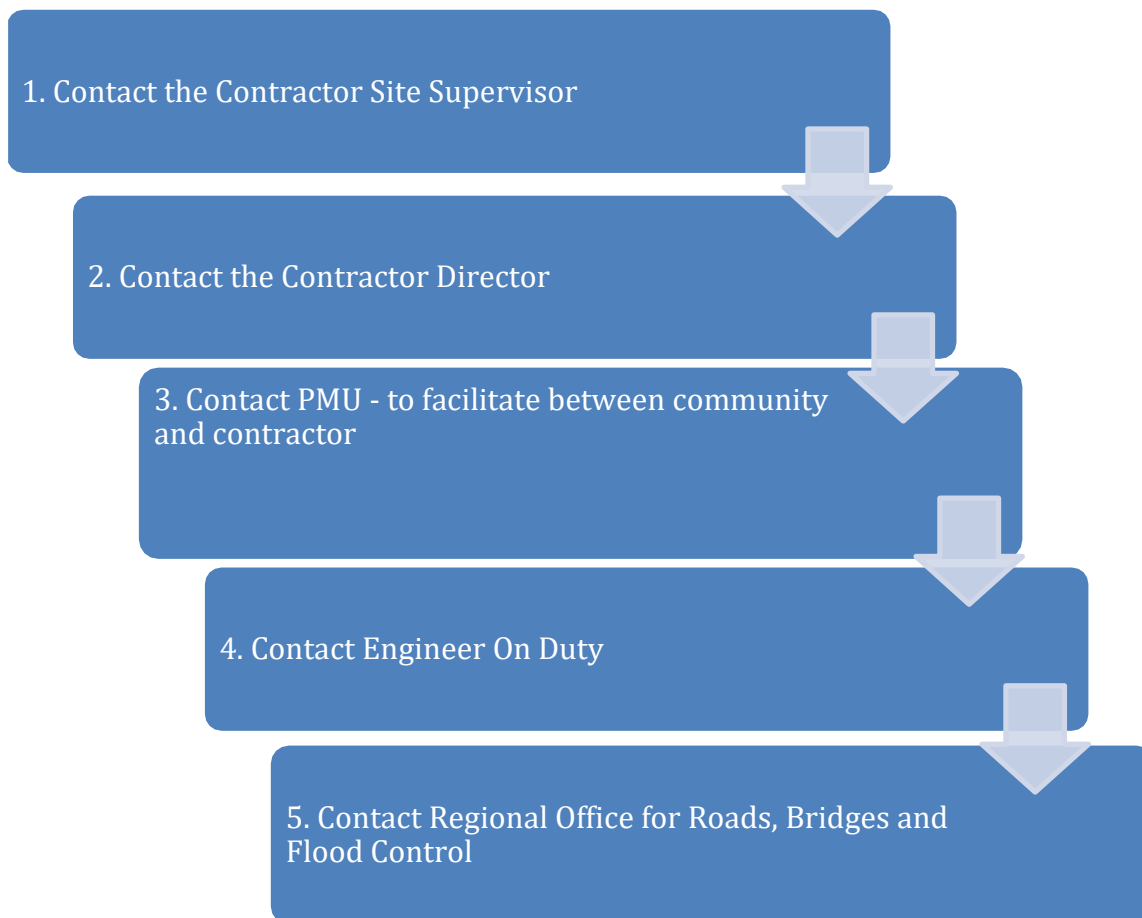 1. Contact the Contractor Site Supervisor
2. Contact the Contractor Director
3. Contact PMU - to facilitate between community
and contractor
4. Contact Engineer On Duty
5. Contact Regional Office for Roads, Bridges and
Flood Control